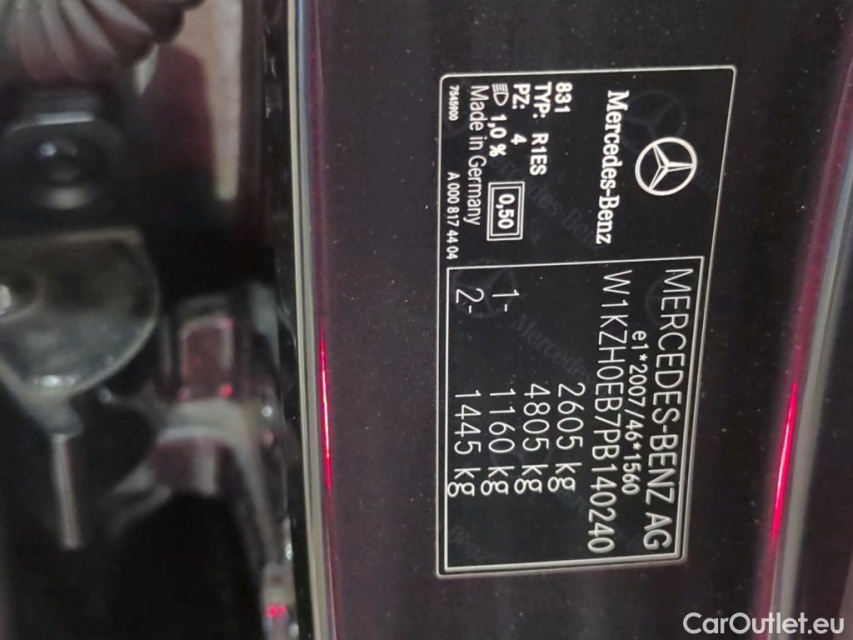 Mercedes-Benz
831
TYP: R1ES
PZ: 4
1,0 %
0,50
Made in Germany
7545900 A 000 817 44 04
MERCEDES-BENZ AG
e1*2007/46*1560
W1KZH0EB7PB140240
2605 kg
4805 kg
1- 1160 kg
2- 1445 kg
CarOutlet.eu